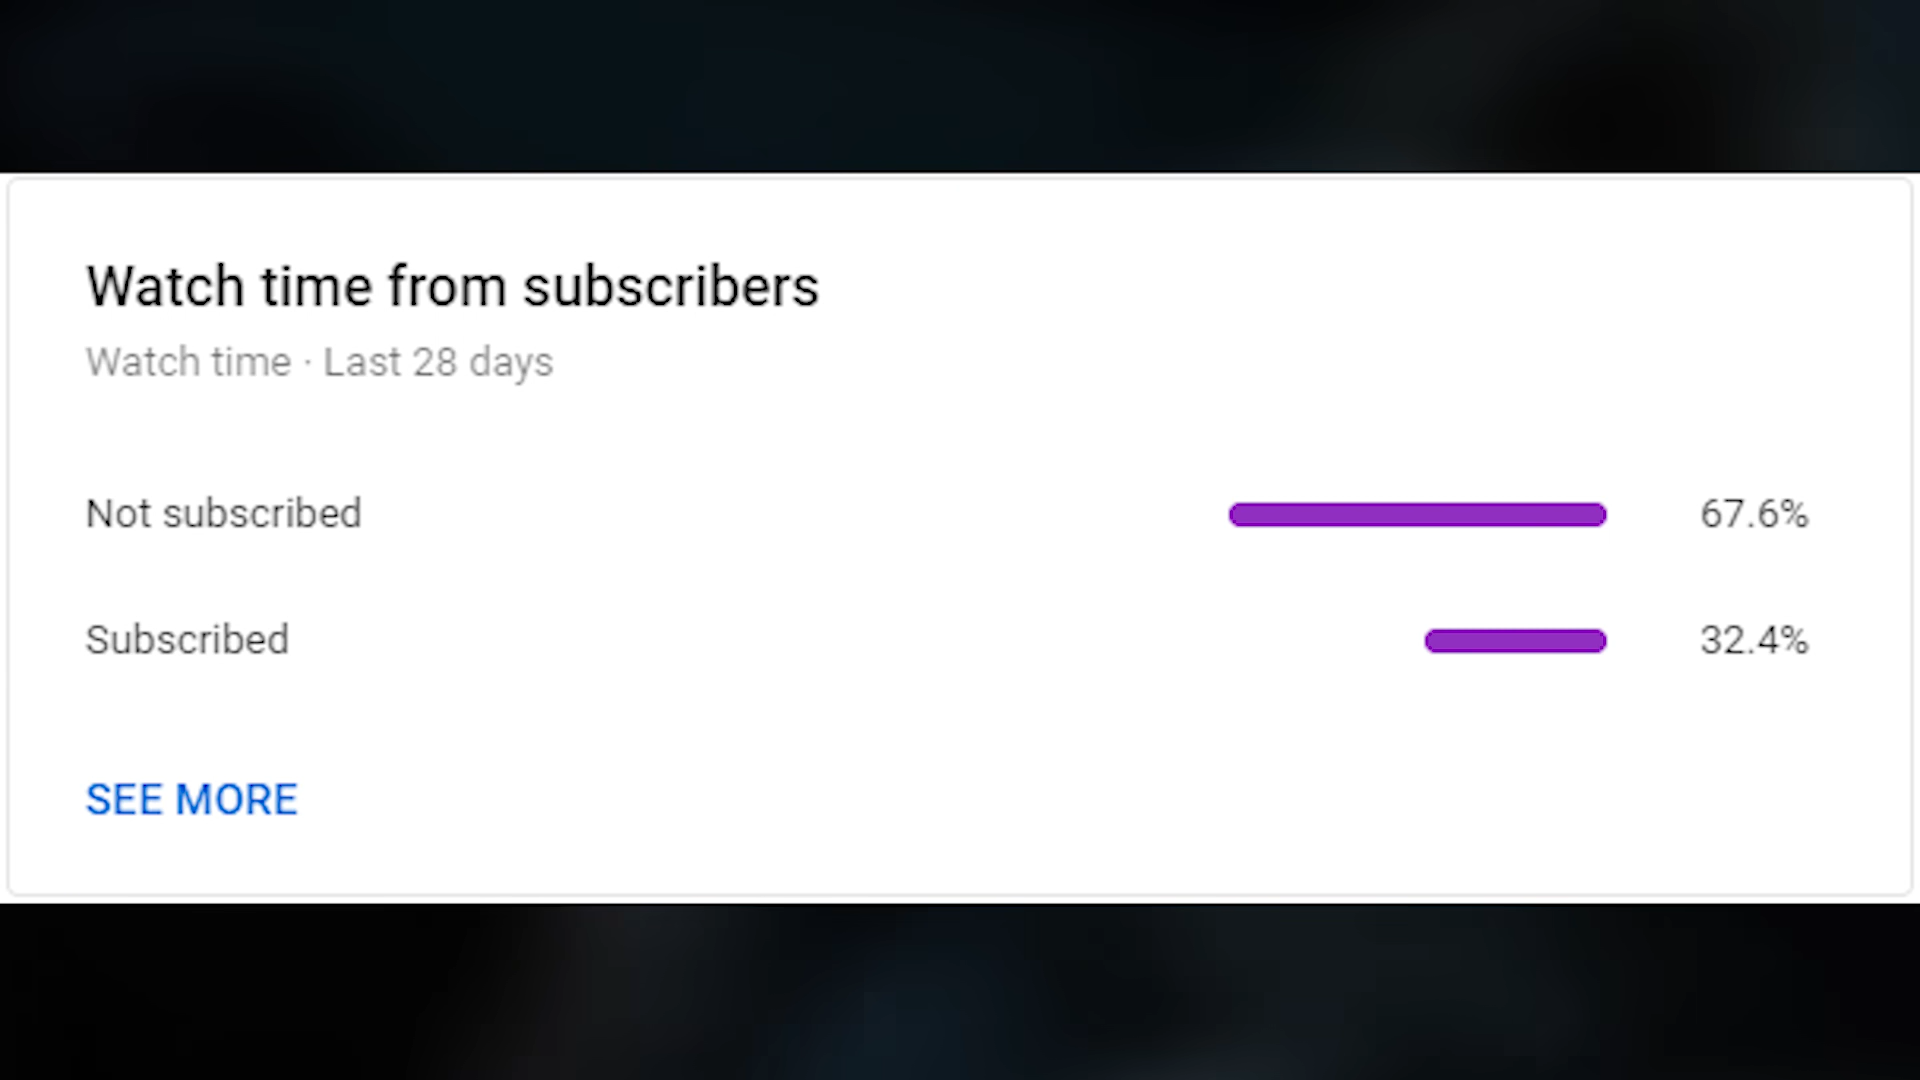 Watch time from subscribers
Watch time · Last 28 days
Not subscribed 67.6%
Subscribed 32.4%
SEE MORE